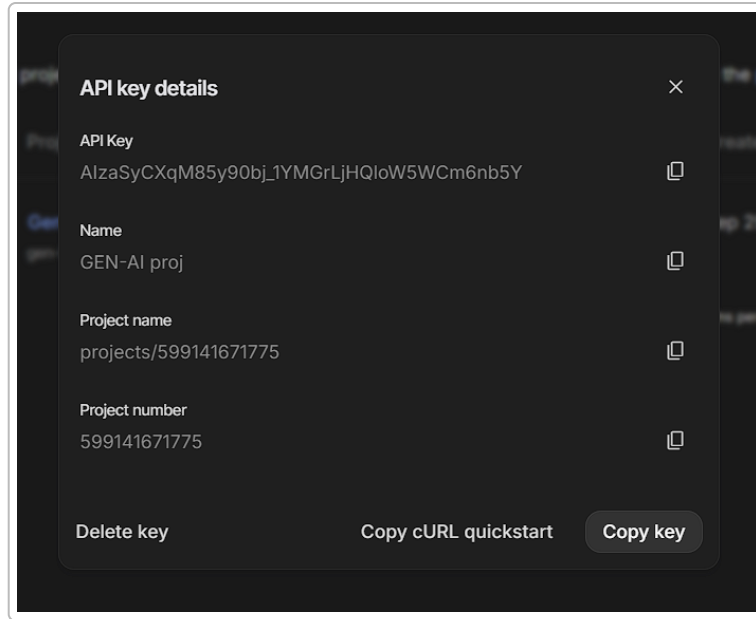 API key details
API Key
AIzaSyCXqM85y90bj_1YMGrLjHQIoW5WCm6nb5Y
Name
GEN-AI proj
Project name
projects/599141671775
Project number
599141671775
Delete key
Copy cURL quickstart
Copy key